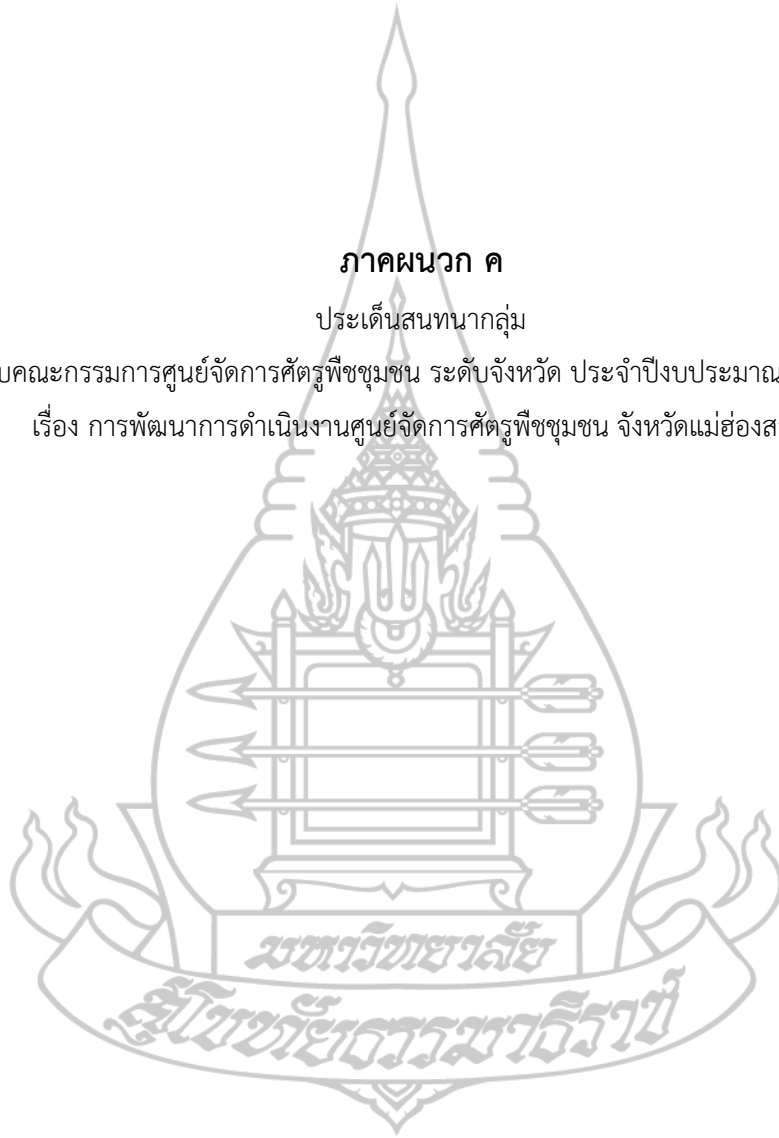 ภาคผนวก ค
ประเด็นสนทนากลุ่ม
คณะกรรมการศูนย์จัดการศัตรูพืชชุมชน ระดับจังหวัด ประจำปีงบประมาณ
เรื่อง การพัฒนาการดำเนินงานศูนย์จัดการศัตรูพืชชุมชน จังหวัดแม่ฮ่องส
มหาวิทยาลัย
สุโขทัยธรรมาธิราช